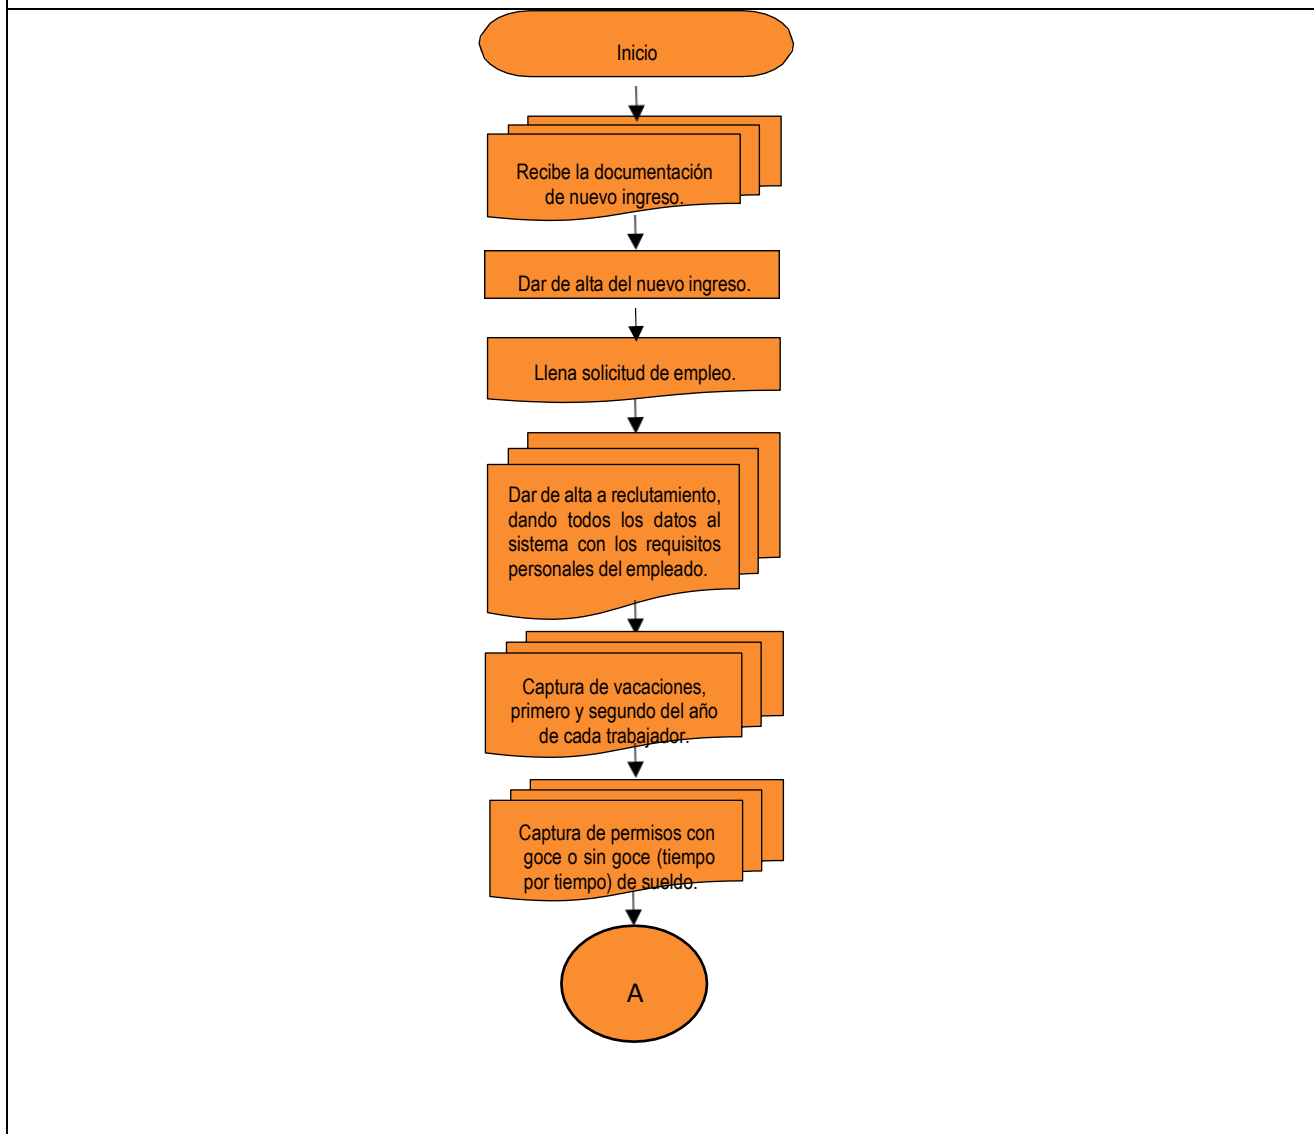 Inicio
Recibe la documentación
de nuevo ingreso.
Dar de alta del nuevo ingreso.
Llena solicitud de empleo.
Dar de alta a reclutamiento,
dando todos los datos al
sistema con los requisitos
personales del empleado.
Captura de vacaciones,
primero y segundo del año
de cada trabajador.
Captura de permisos con
goce o sin goce (tiempo
por tiempo) de sueldo.
A